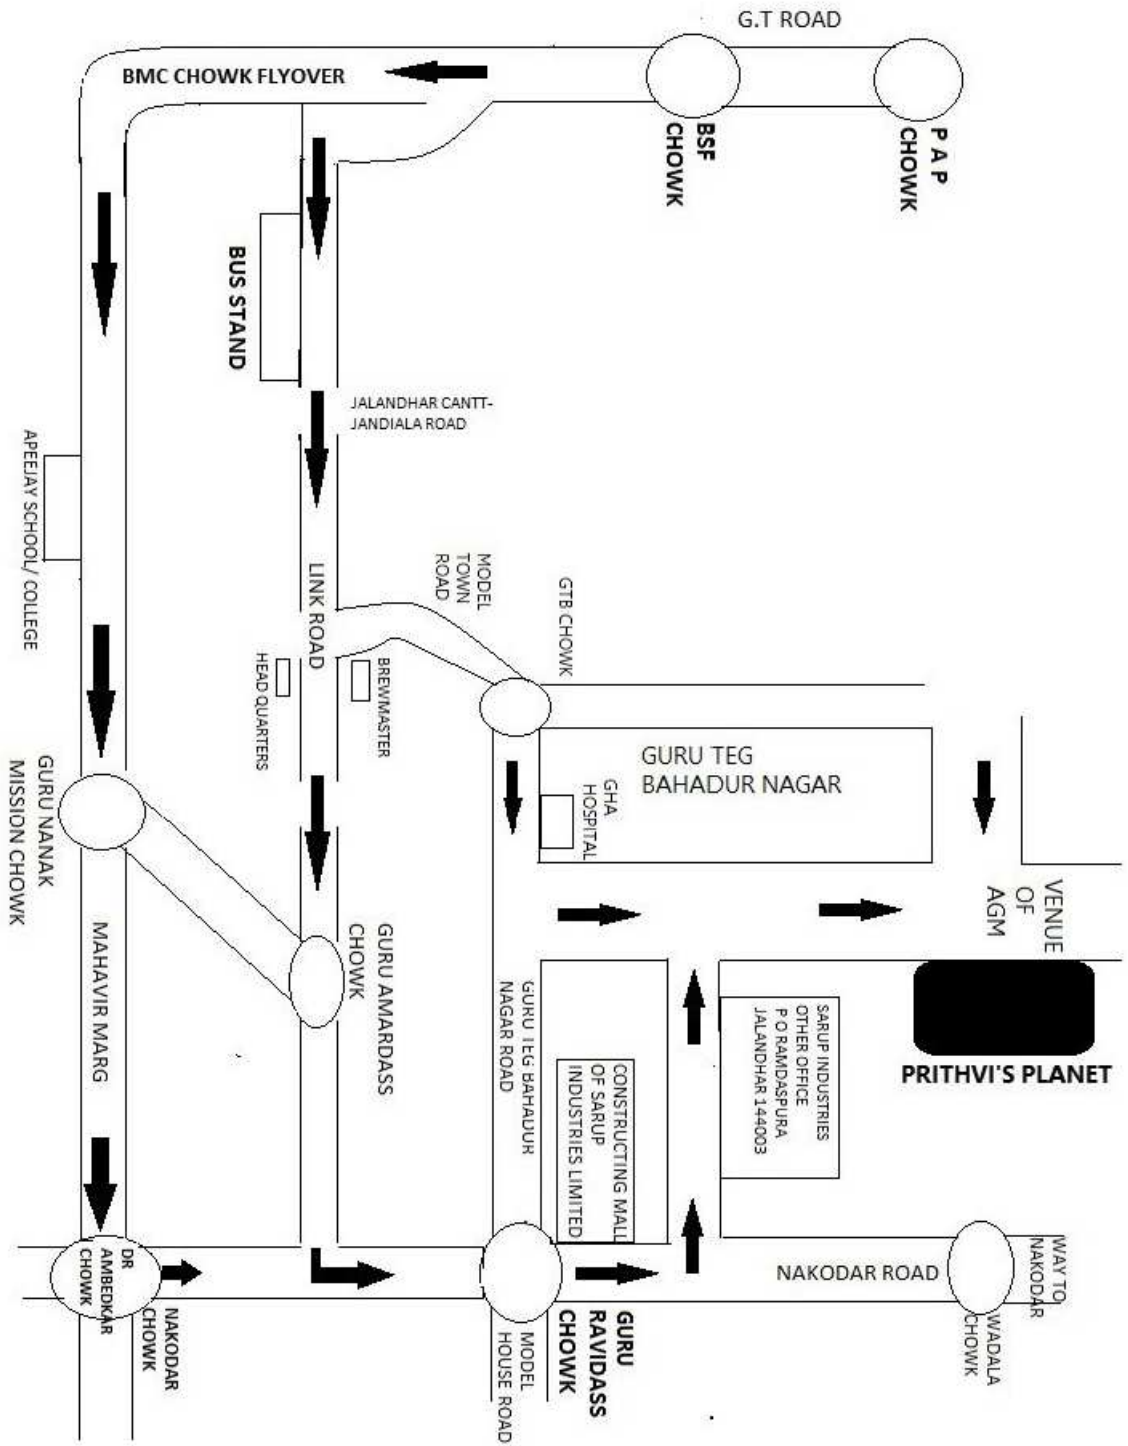 G.T ROAD
BMC CHOWK FLYOVER
BSF
CHOWK
P A P
CHOWK
BUS STAND
JALANDHAR CANTT-
JANDIALA ROAD
APEEJAY SCHOOL/ COLLEGE
LINK ROAD
MODEL
TOWN
ROAD
GTB CHOWK
HEAD QUARTERS
BREWMASTER
GURU TEG
BAHADUR NAGAR
GHA
HOSPITAL
GURU NANAK
MISSION CHOWK
MAHAVIR MARG
GURU AMARDASS
CHOWK
VENUE
OF
AGM
PRITHVI'S PLANET
GURU TEG BAHADUR
NAGAR ROAD
CONSTRUCTING MALL
OF SARUP
INDUSTRIES LIMITED
SARUP INDUSTRIES
OTHER OFFICE
P O RAMDASPURA
JALANDHAR 144003
DR
AMBEDKAR
CHOWK
NAKODAR
CHOWK
MODEL
HOUSE ROAD
GURU
RAVIDASS
CHOWK
NAKODAR ROAD
WAY TO
NAKODAR
WADALA
CHOWK